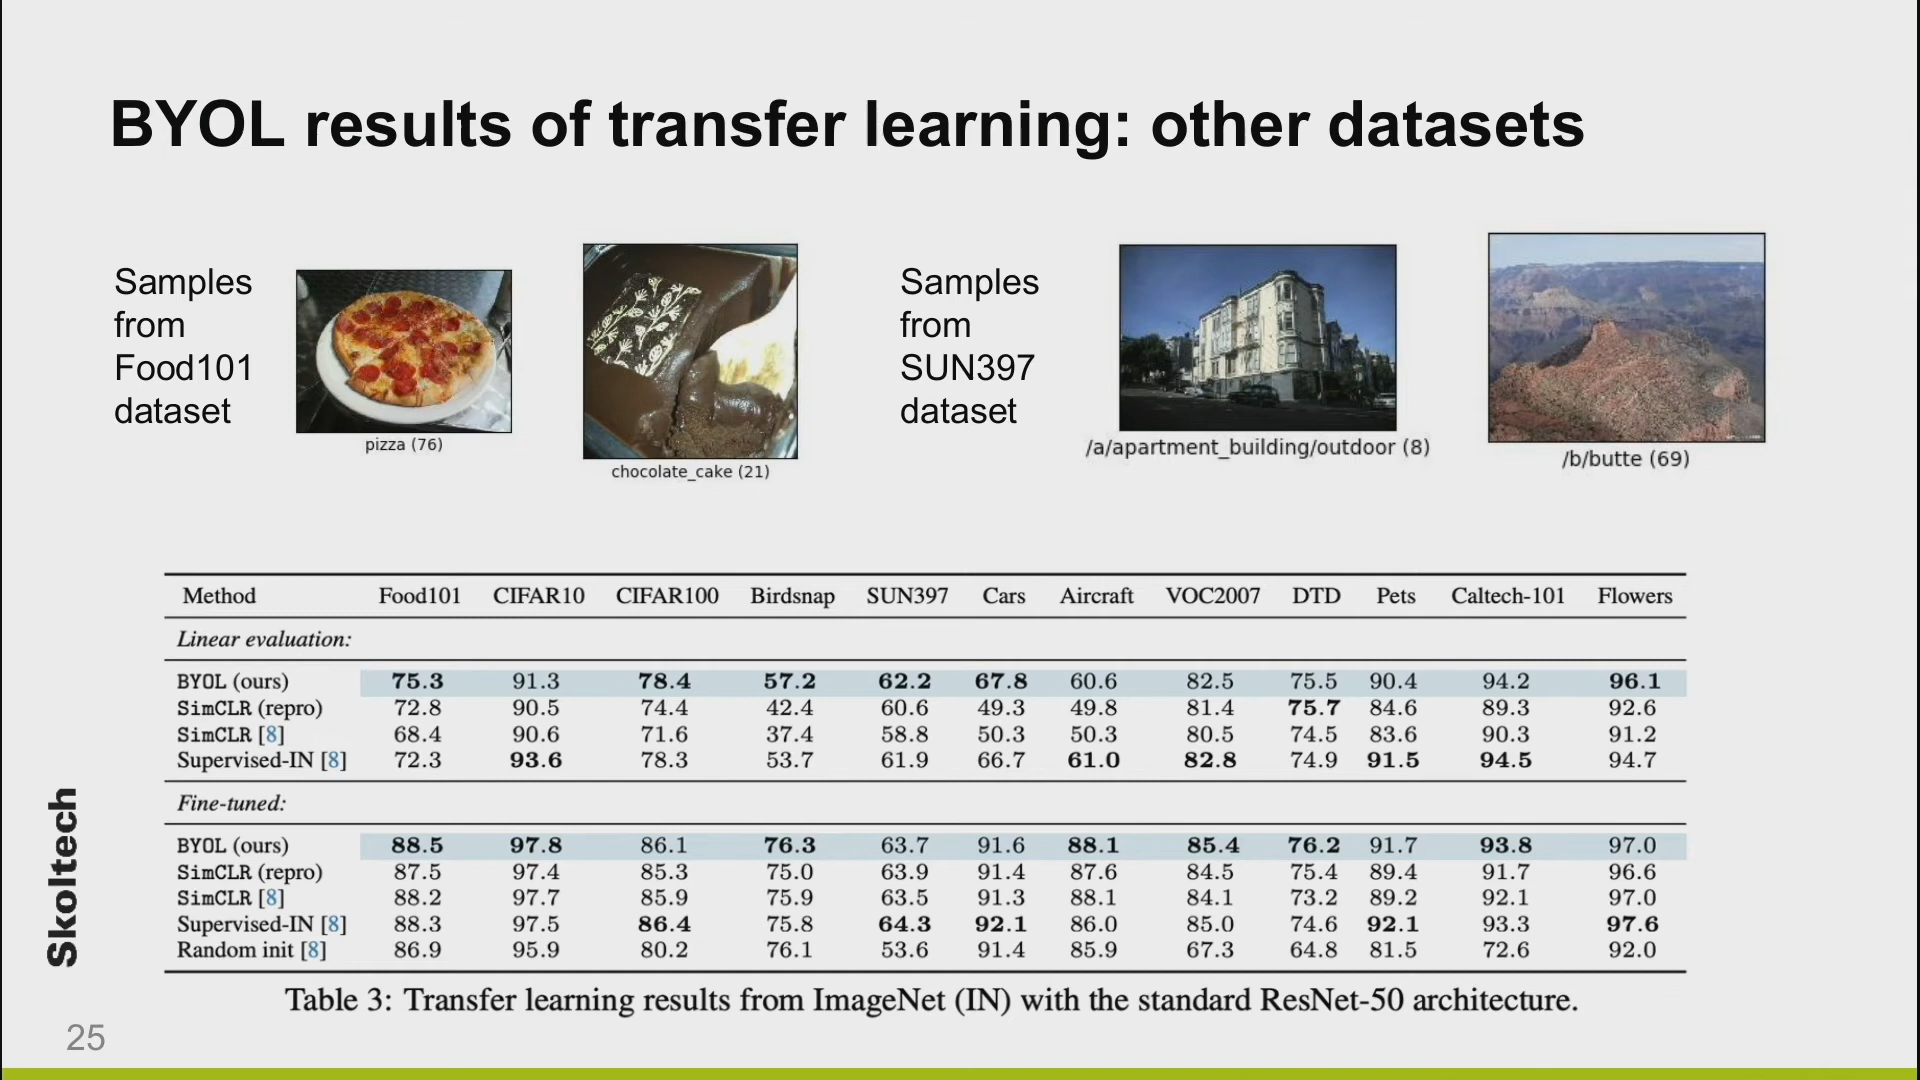 BYOL results of transfer learning: other datasets
Samples
from
Food101
dataset
pizza (76)
chocolate_cake (21)
Samples
from
SUN397
dataset
/a/apartment_building/outdoor (8)
/b/butte (69)
Method Food101 CIFAR10 CIFAR100 Birdsnap SUN397 Cars Aircraft VOC2007 DTD Pets Caltech-101 Flowers
Linear evaluation:
BYOL (ours) 75.3 91.3 78.4 57.2 62.2 67.8 60.6 82.5 75.5 90.4 94.2 96.1
SimCLR (repro) 72.8 90.5 74.4 42.4 60.6 49.3 49.8 81.4 75.7 84.6 89.3 92.6
SimCLR [8] 68.4 90.6 71.6 37.4 58.8 50.3 50.3 80.5 74.5 83.6 90.3 91.2
Supervised-IN [8] 72.3 93.6 78.3 53.7 61.9 66.7 61.0 82.8 74.9 91.5 94.5 94.7
Fine-tuned:
BYOL (ours) 88.5 97.8 86.1 76.3 63.7 91.6 88.1 85.4 76.2 91.7 93.8 97.0
SimCLR (repro) 87.5 97.4 85.3 75.0 63.9 91.4 87.6 84.5 75.4 89.4 91.7 96.6
SimCLR [8] 88.2 97.7 85.9 75.9 63.5 91.3 88.1 84.1 73.2 89.2 92.1 97.0
Supervised-IN [8] 88.3 97.5 86.4 75.8 64.3 92.1 86.0 85.0 74.6 92.1 93.3 97.6
Random init [8] 86.9 95.9 80.2 76.1 53.6 91.4 85.9 67.3 64.8 81.5 72.6 92.0
Table 3: Transfer learning results from ImageNet (IN) with the standard ResNet-50 architecture.
Skoltech
25